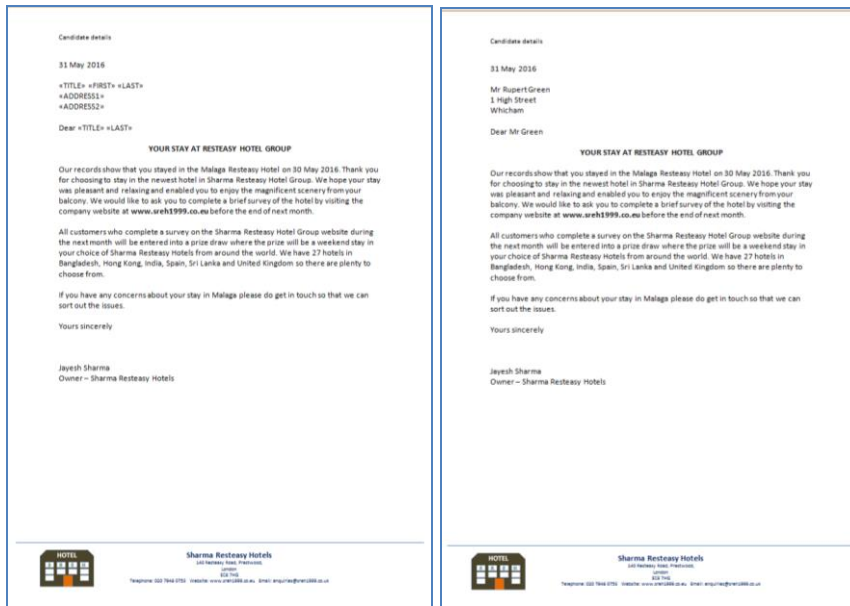 Candidate details
31 May 2016
«TITLE» «FIRST» «LAST»
«ADDRESS1»
«ADDRESS2»
Dear «TITLE» «LAST»
YOUR STAY AT RESTEASY HOTEL GROUP
Our records show that you stayed in the Malaga Resteasy Hotel on 30 May 2016. Thank you
for choosing to stay in the newest hotel in Sharma Resteasy Hotel Group. We hope your stay
was pleasant and relaxing and enabled you to enjoy the magnificent scenery from your
balcony. We would like to ask you to complete a brief survey of the hotel by visiting the
company website at www.sreh1999.co.eu before the end of next month.
All customers who complete a survey on the Sharma Resteasy Hotel Group website during
the next month will be entered into a prize draw where the prize will be a weekend stay in
your choice of Sharma Resteasy Hotels from around the world. We have 27 hotels in
Bangladesh, Hong Kong, India, Spain, Sri Lanka and United Kingdom so there are plenty to
choose from.
If you have any concerns about your stay in Malaga please do get in touch so that we can
sort out the issues.
Yours sincerely
Jayesh Sharma
Owner – Sharma Resteasy Hotels
HOTEL
Sharma Resteasy Hotels
London
Candidate details
31 May 2016
Mr Rupert Green
1 High Street
Whicham
Dear Mr Green
YOUR STAY AT RESTEASY HOTEL GROUP
Our records show that you stayed in the Malaga Resteasy Hotel on 30 May 2016. Thank you
for choosing to stay in the newest hotel in Sharma Resteasy Hotel Group. We hope your stay
was pleasant and relaxing and enabled you to enjoy the magnificent scenery from your
balcony. We would like to ask you to complete a brief survey of the hotel by visiting the
company website at www.sreh1999.co.eu before the end of next month.
All customers who complete a survey on the Sharma Resteasy Hotel Group website during
the next month will be entered into a prize draw where the prize will be a weekend stay in
your choice of Sharma Resteasy Hotels from around the world. We have 27 hotels in
Bangladesh, Hong Kong, India, Spain, Sri Lanka and United Kingdom so there are plenty to
choose from.
If you have any concerns about your stay in Malaga please do get in touch so that we can
sort out the issues.
Yours sincerely
Jayesh Sharma
Owner – Sharma Resteasy Hotels
HOTEL
Sharma Resteasy Hotels
London